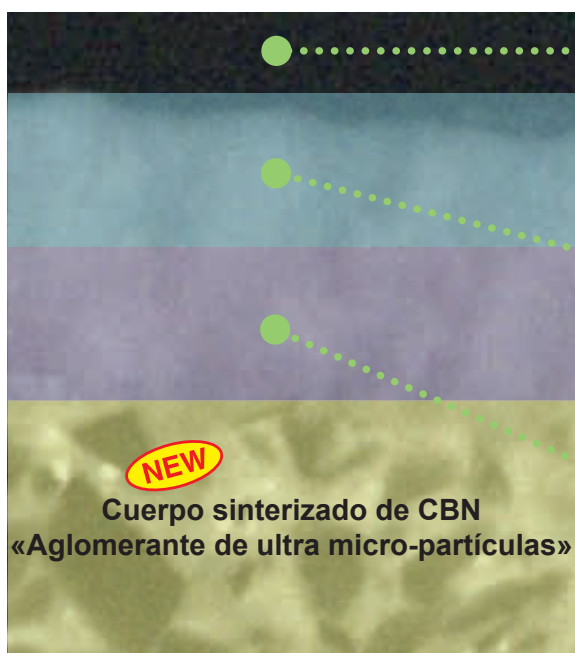 NEW
Cuerpo sinterizado de CBN
«Aglomerante de ultra micro-partículas»